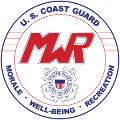 U. S. COAST GUARD
MWR
MORALE · WELL-BEING · RECREATION